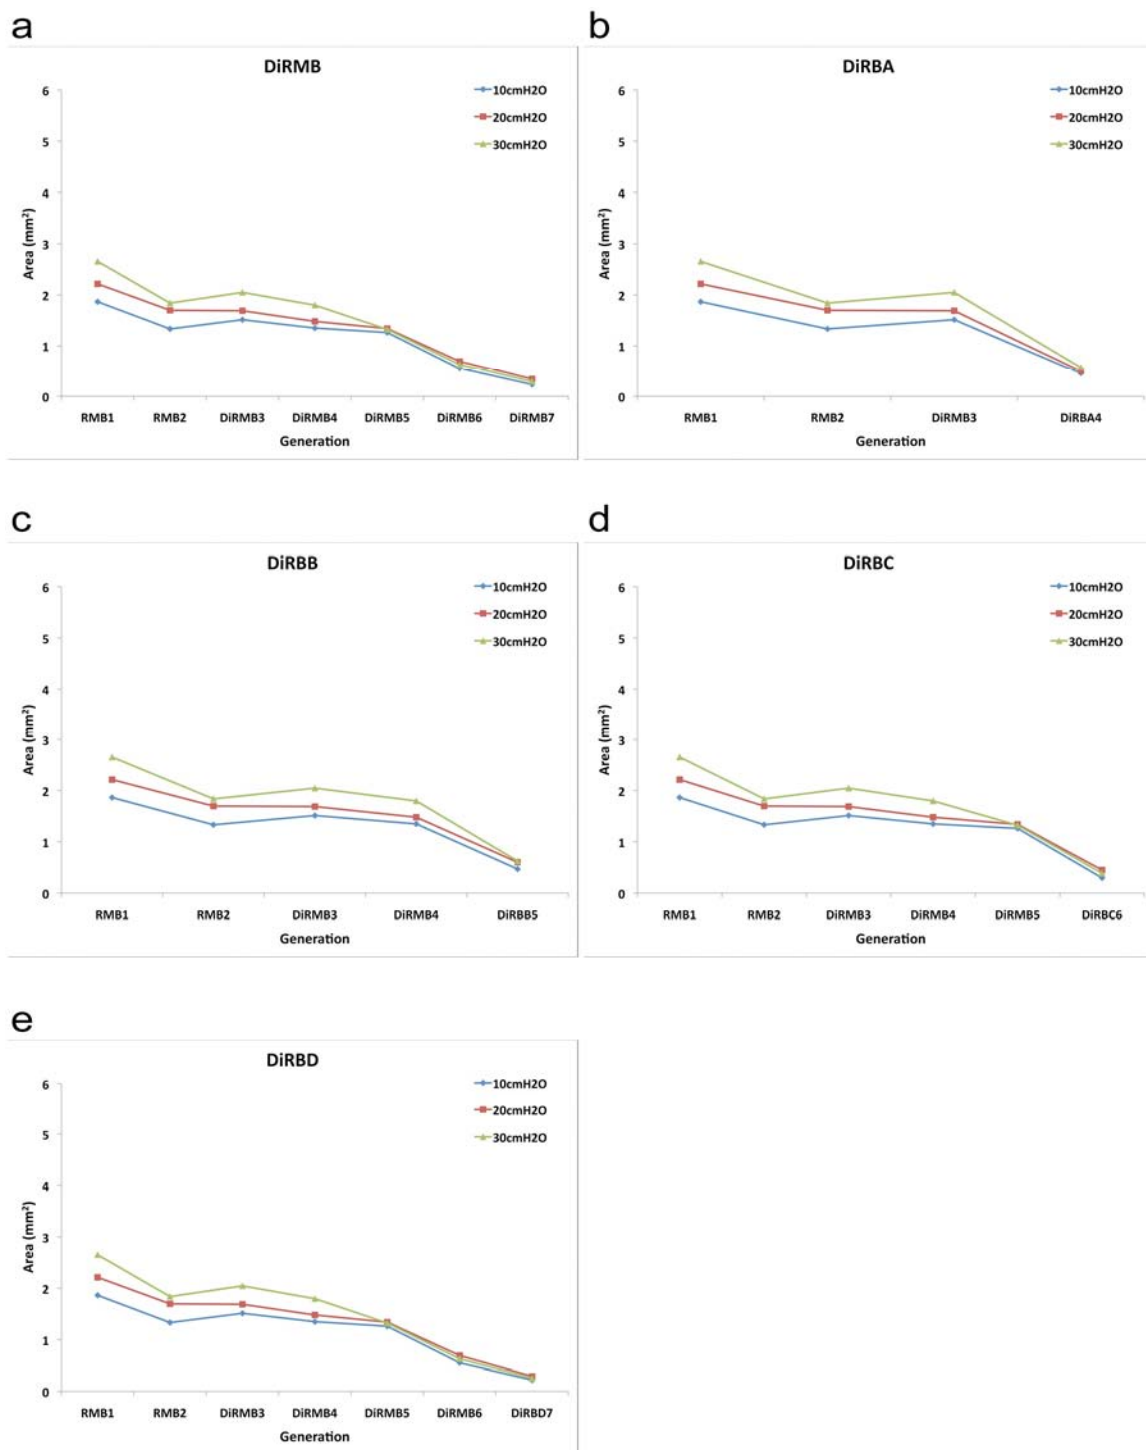 a
DiRMB
10cmH2O
20cmH2O
30cmH2O
6
5
4
3
2
1
0
Area (mm²)
RMB1 RMB2 DiRMB3 DiRMB4 DiRMB5 DiRMB6 DiRMB7
Generation
b
DiRBA
10cmH2O
20cmH2O
30cmH2O
6
5
4
3
2
1
0
Area (mm²)
RMB1 RMB2 DiRMB3 DiRBA4
Generation
c
DiRBB
10cmH2O
20cmH2O
30cmH2O
6
5
4
3
2
1
0
Area (mm²)
RMB1 RMB2 DiRMB3 DiRMB4 DiRBB5
Generation
d
DiRBC
10cmH2O
20cmH2O
30cmH2O
6
5
4
3
2
1
0
Area (mm²)
RMB1 RMB2 DiRMB3 DiRMB4 DiRMB5 DiRBC6
Generation
e
DiRBD
10cmH2O
20cmH2O
30cmH2O
6
5
4
3
2
1
0
Area (mm²)
RMB1 RMB2 DiRMB3 DiRMB4 DiRMB5 DiRMB6 DiRBD7
Generation